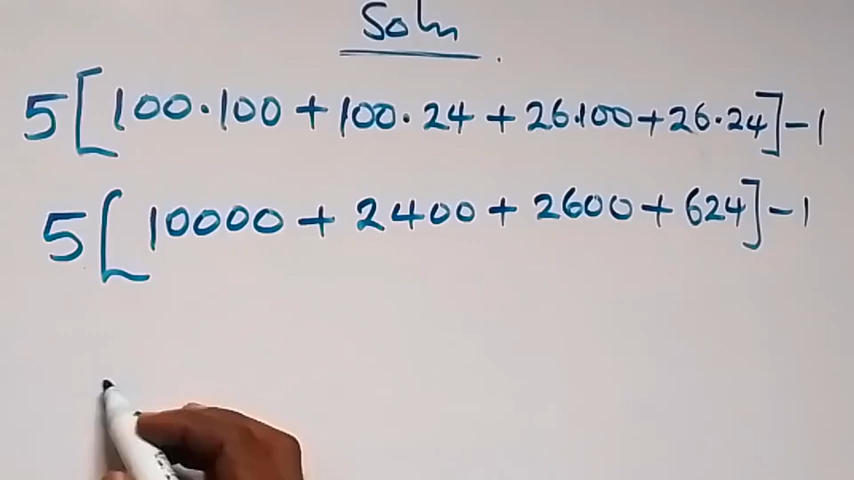 Soln
5[100·100 + 100·24 + 26·100 + 26·24] - 1
5[10000 + 2400 + 2600 + 624] - 1